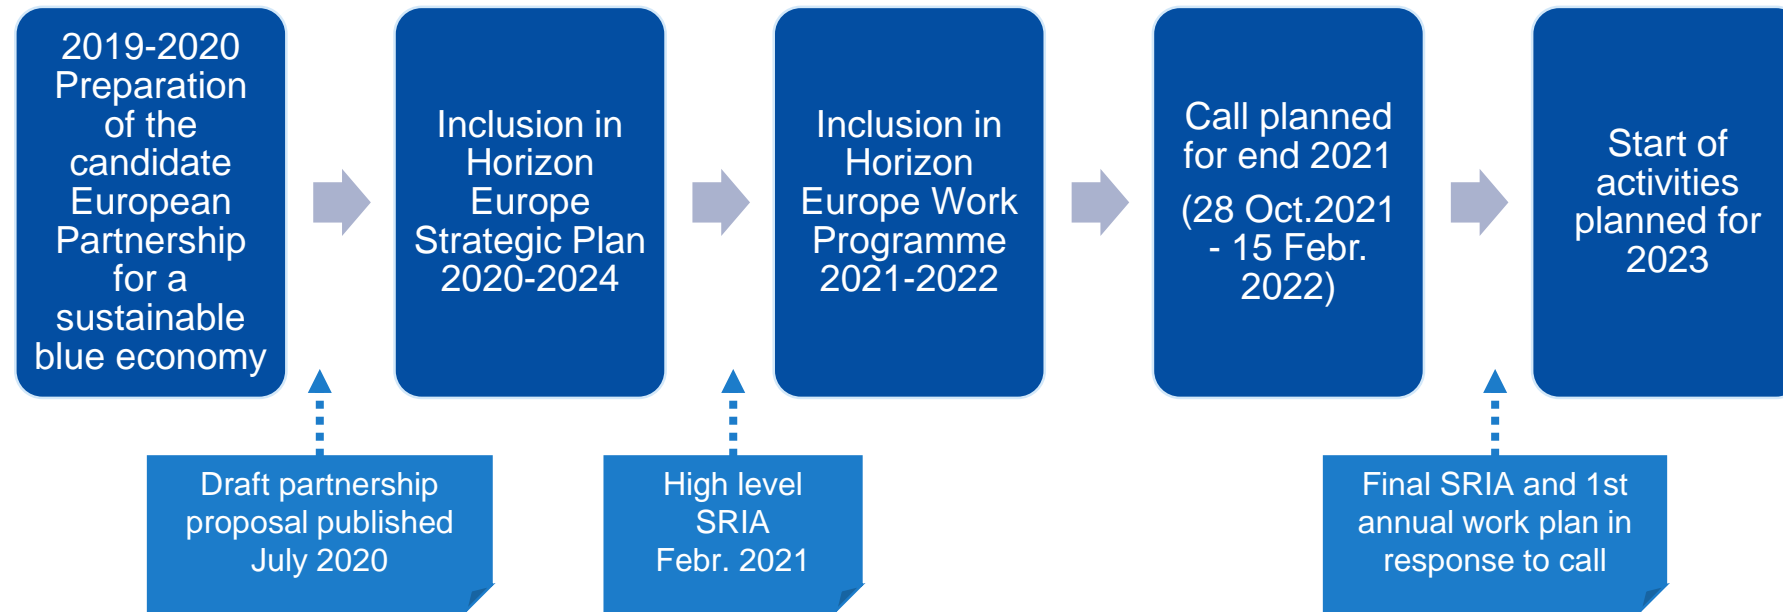 2019-2020
Preparation
of the
candidate
European
Partnership
for a
sustainable
blue economy
Inclusion in
Horizon
Europe
Strategic Plan
2020-2024
Inclusion in
Horizon
Europe Work
Programme
2021-2022
Call planned
for end 2021
(28 Oct.2021
- 15 Febr.
2022)
Start of
activities
planned for
2023
Draft partnership
proposal published
July 2020
High level
SRIA
Febr. 2021
Final SRIA and 1st
annual work plan in
response to call